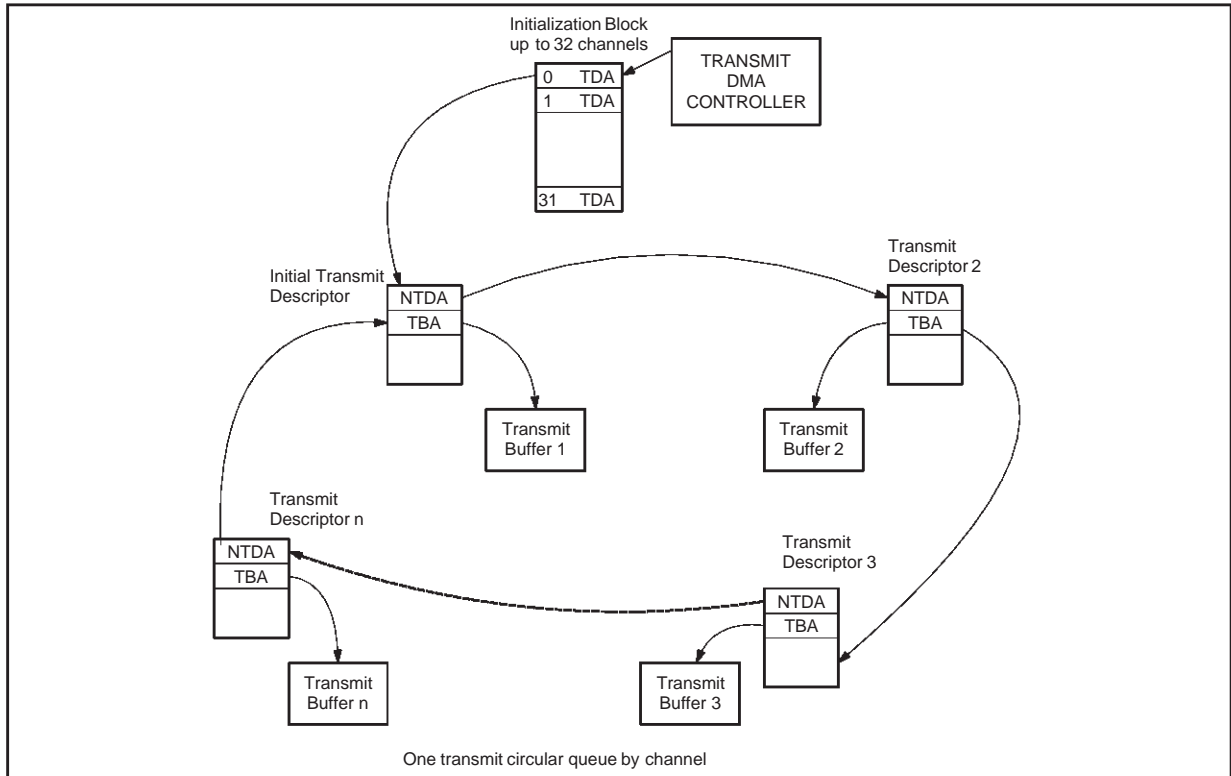 Initialization Block
up to 32 channels
TRANSMIT
DMA
CONTROLLER
0 TDA
1 TDA
31 TDA
Initial Transmit
Descriptor
NTDA
TBA
Transmit
Descriptor 2
NTDA
TBA
Transmit
Buffer 1
Transmit
Buffer 2
Transmit
Descriptor n
NTDA
TBA
Transmit
Descriptor 3
NTDA
TBA
Transmit
Buffer n
Transmit
Buffer 3
One transmit circular queue by channel